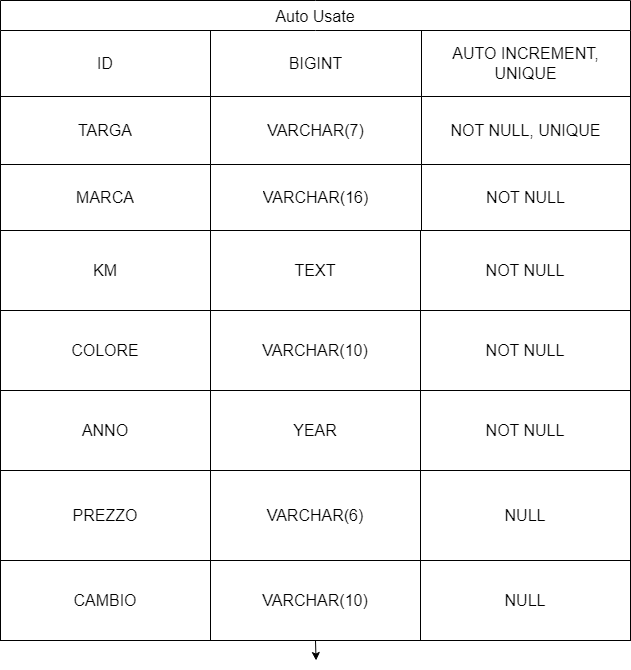 Auto Usate
ID
BIGINT
AUTO INCREMENT,
UNIQUE
TARGA
VARCHAR(7)
NOT NULL, UNIQUE
MARCA
VARCHAR(16)
NOT NULL
KM
TEXT
NOT NULL
COLORE
VARCHAR(10)
NOT NULL
ANNO
YEAR
NOT NULL
PREZZO
VARCHAR(6)
NULL
CAMBIO
VARCHAR(10)
NULL